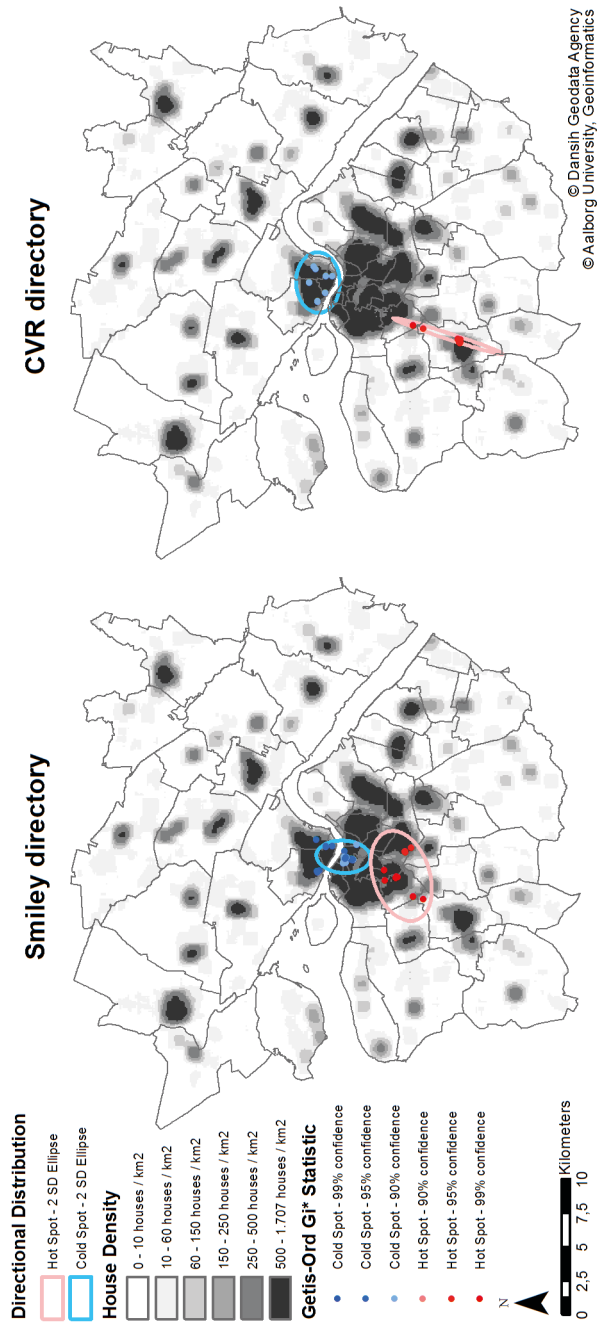 Smiley directory
CVR directory
Directional Distribution
Hot Spot - 2 SD Ellipse
Cold Spot - 2 SD Ellipse
House Density
0 - 10 houses / km2
10 - 60 houses / km2
60 - 150 houses / km2
150 - 250 houses / km2
250 - 500 houses / km2
500 - 1.707 houses / km2
Getis-Ord Gi* Statistic
Cold Spot - 99% confidence
Cold Spot - 95% confidence
Cold Spot - 90% confidence
Hot Spot - 90% confidence
Hot Spot - 95% confidence
Hot Spot - 99% confidence
N
0 2,5 5 7,5 10
Kilometers
© Dansih Geodata Agency
© Aalborg University, Geoinformatics